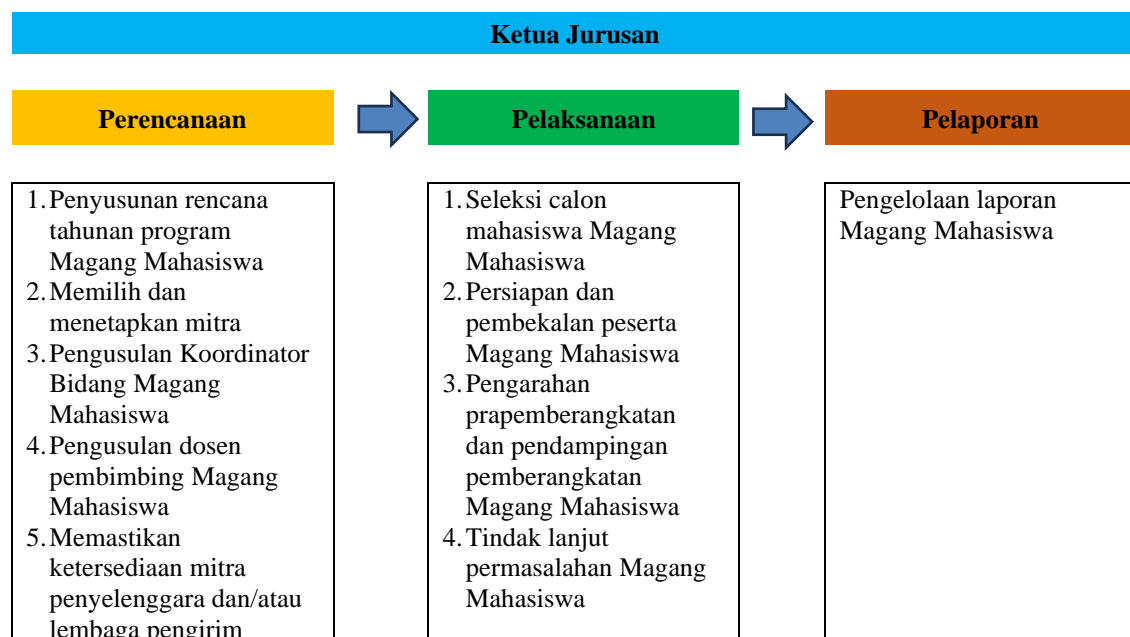 Ketua Jurusan
Perencanaan
Pelaksanaan
Pelaporan
1. Penyusunan rencana
tahunan program
Magang Mahasiswa
2. Memilih dan
menetapkan mitra
3. Pengusulan Koordinator
Bidang Magang
Mahasiswa
4. Pengusulan dosen
pembimbing Magang
Mahasiswa
5. Memastikan
ketersediaan mitra
penyelenggara dan/atau
lembaga pengirim
1. Seleksi calon
mahasiswa Magang
Mahasiswa
2. Persiapan dan
pembekalan peserta
Magang Mahasiswa
3. Pengarahan
prapemberangkatan
dan pendampingan
pemberangkatan
Magang Mahasiswa
4. Tindak lanjut
permasalahan Magang
Mahasiswa
Pengelolaan laporan
Magang Mahasiswa